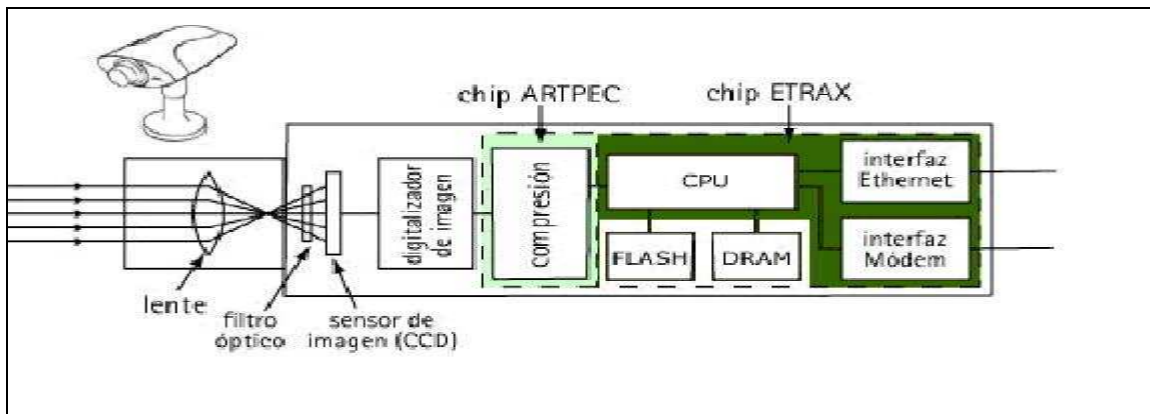 chip ARTPEC
chip ETRAX
digitalizador
de imagen
Compresión
CPU
interfaz
Ethernet
FLASH
DRAM
interfaz
Módem
lente
filtro
óptico
sensor de
imagen (CCD)